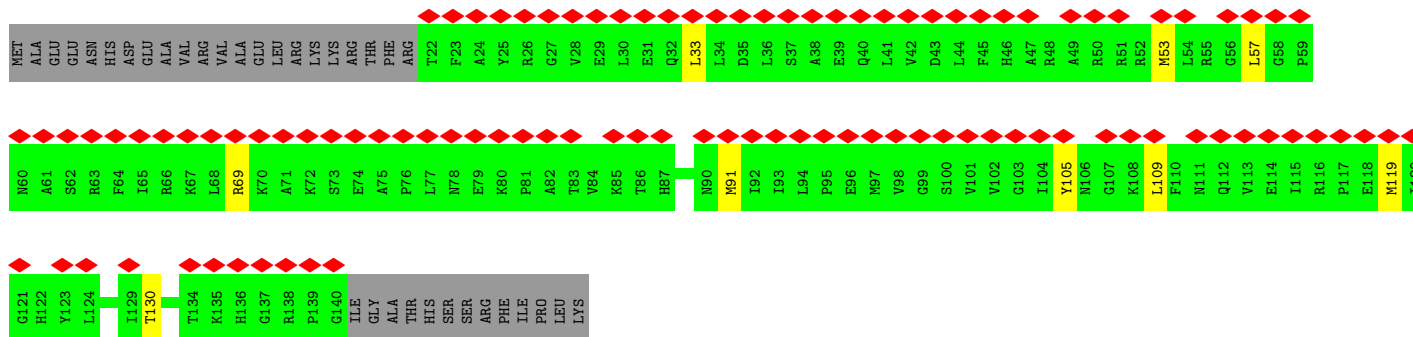 MET ALA GLU GLU ASN HIS ASP GLU ALA VAL ARG VAL ALA GLU LEU ARG LYS LYS ARG THR PHE ARG T22 F23 A24 Y25 R26 G27 V28 E29 L30 E31 Q32 L33 L34 D35 L36 S37 A38 E39 Q40 L41 V42 D43 L44 F45 H46 A47 R48 A49 R50 R51 R52 M53 L54 R55 G56 L57 G58 P59
N60 A61 S62 R63 F64 I65 R66 K67 L68 R69 K70 A71 K72 S73 E74 A75 P76 L77 N78 E79 K80 P81 A82 T83 V84 K85 T86 H87 N90 M91 I92 I93 L94 P95 E96 M97 V98 G99 S100 V101 V102 G103 I104 Y105 N106 G107 K108 L109 F110 N111 Q112 V113 E114 I115 R116 P117 E118 M119
G121 H122 Y123 L124 I129 T130 T134 K135 H136 G137 R138 P139 G140 ILE GLY ALA THR HIS SER SER ARG PHE ILE PRO LEU LYS